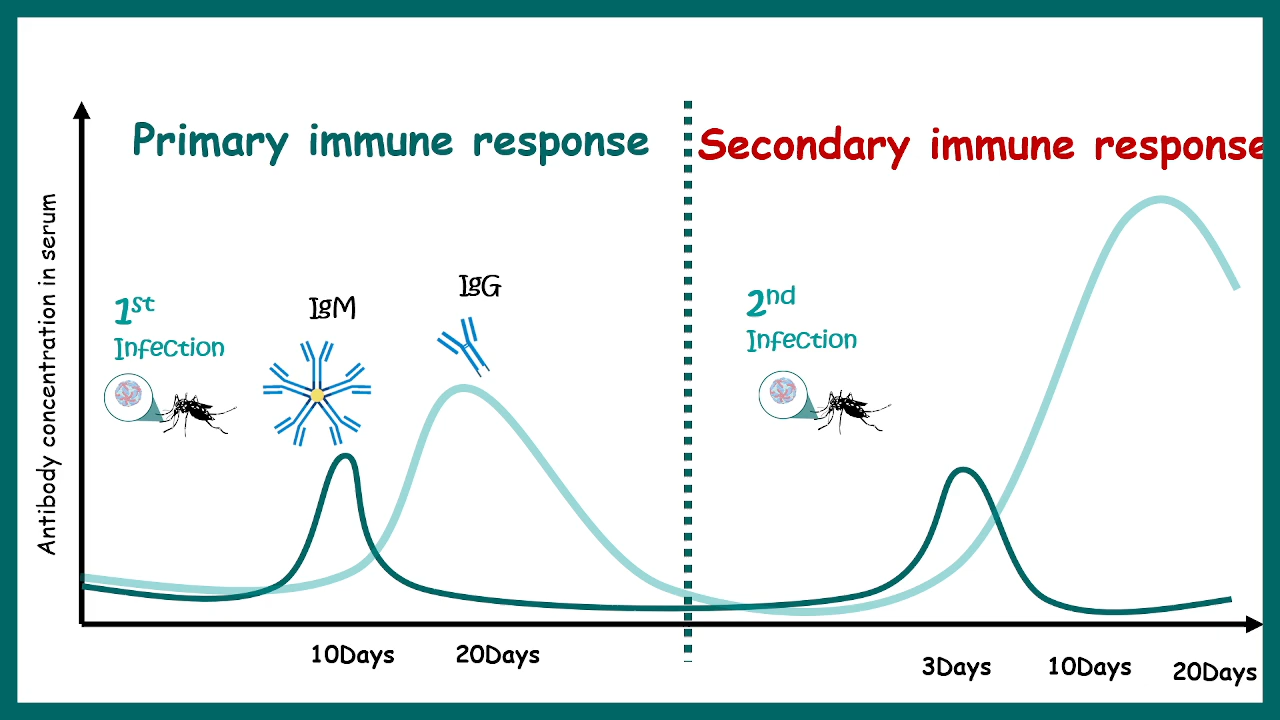 Primary immune response
Secondary immune response
Antibody concentration in serum
1st
Infection
IgM
IgG
2nd
Infection
10Days
20Days
3Days
10Days
20Days